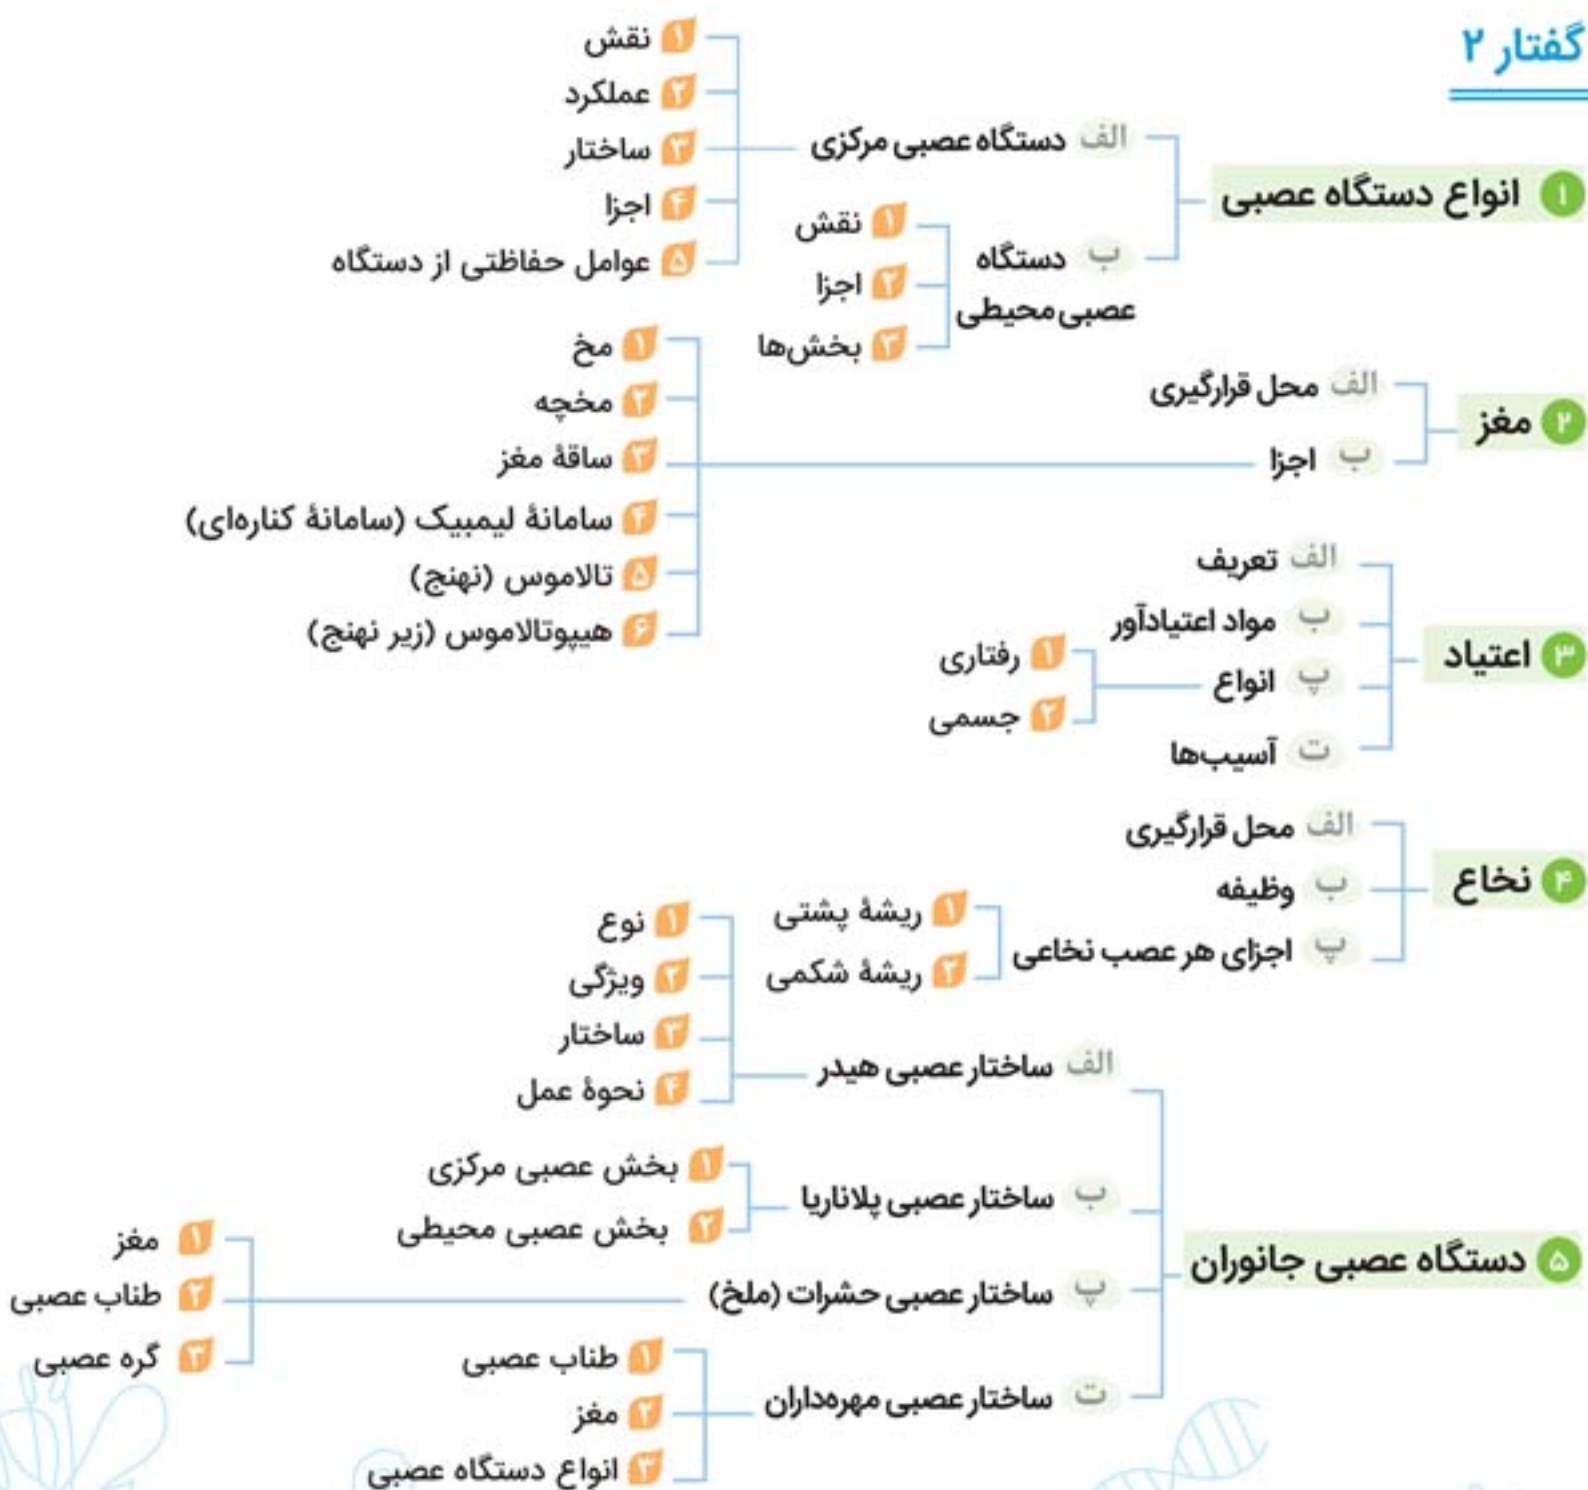 گفتار ۲
۱ انواع دستگاه عصبی
الف دستگاه عصبی مرکزی
۱ نقش
۲ عملکرد
۳ ساختار
۴ اجزا
۵ عوامل حفاظتی از دستگاه
ب دستگاه
عصبی محیطی
۱ نقش
۲ اجزا
۳ بخش‌ها
۲ مغز
الف محل قرارگیری
ب اجزا
۱ مخ
۲ مخچه
۳ ساقهٔ مغز
۴ سامانهٔ لیمبیک (سامانهٔ کناره‌ای)
۵ تالاموس (نهنج)
۶ هیپوتالاموس (زیر نهنج)
۳ اعتیاد
الف تعریف
ب مواد اعتیادآور
پ انواع
۱ رفتاری
۲ جسمی
ت آسیب‌ها
۴ نخاع
الف محل قرارگیری
ب وظیفه
پ اجزای هر عصب نخاعی
۱ ریشهٔ پشتی
۲ ریشهٔ شکمی
۵ دستگاه عصبی جانوران
الف ساختار عصبی هیدر
۱ نوع
۲ ویژگی
۳ ساختار
۴ نحوهٔ عمل
ب ساختار عصبی پلاناریا
۱ بخش عصبی مرکزی
۲ بخش عصبی محیطی
پ ساختار عصبی حشرات (ملخ)
۱ مغز
۲ طناب عصبی
۳ گره عصبی
ت ساختار عصبی مهره‌داران
۱ طناب عصبی
۲ مغز
۳ انواع دستگاه عصبی